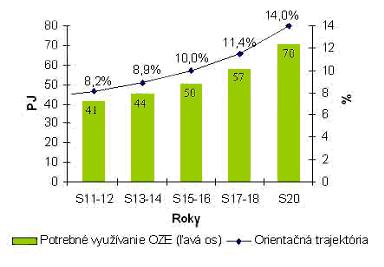 80 14,0% 14
70 11,4% 12
60 10,0% 10
50 8,9% 8
40 8,2% 6
30 4
20 2
10 0
0
PJ
%
41 44 50 57 70
S11-12 S13-14 S15-16 S17-18 S20
Roky
Potrebné využívanie OZE (ľavá os) Orientačná trajektória